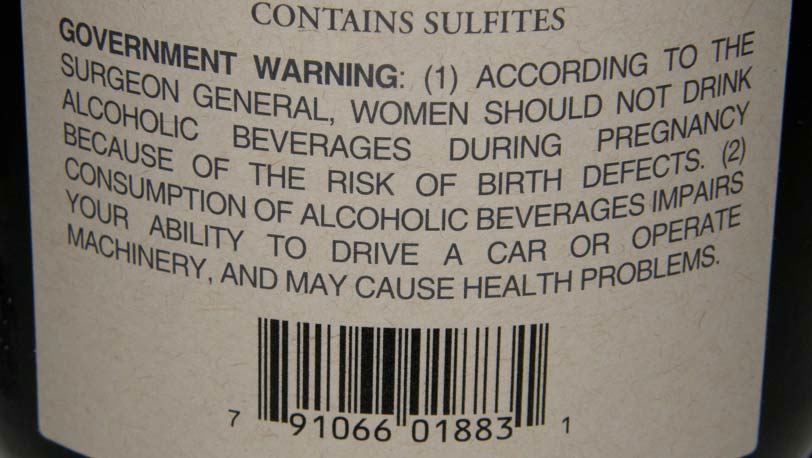 CONTAINS SULFITES
GOVERNMENT WARNING: (1) ACCORDING TO THE
SURGEON GENERAL, WOMEN SHOULD NOT DRINK
ALCOHOLIC BEVERAGES DURING PREGNANCY
BECAUSE OF THE RISK OF BIRTH DEFECTS. (2)
CONSUMPTION OF ALCOHOLIC BEVERAGES IMPAIRS
YOUR ABILITY TO DRIVE A CAR OR OPERATE
MACHINERY, AND MAY CAUSE HEALTH PROBLEMS.
7 91066 01883 1